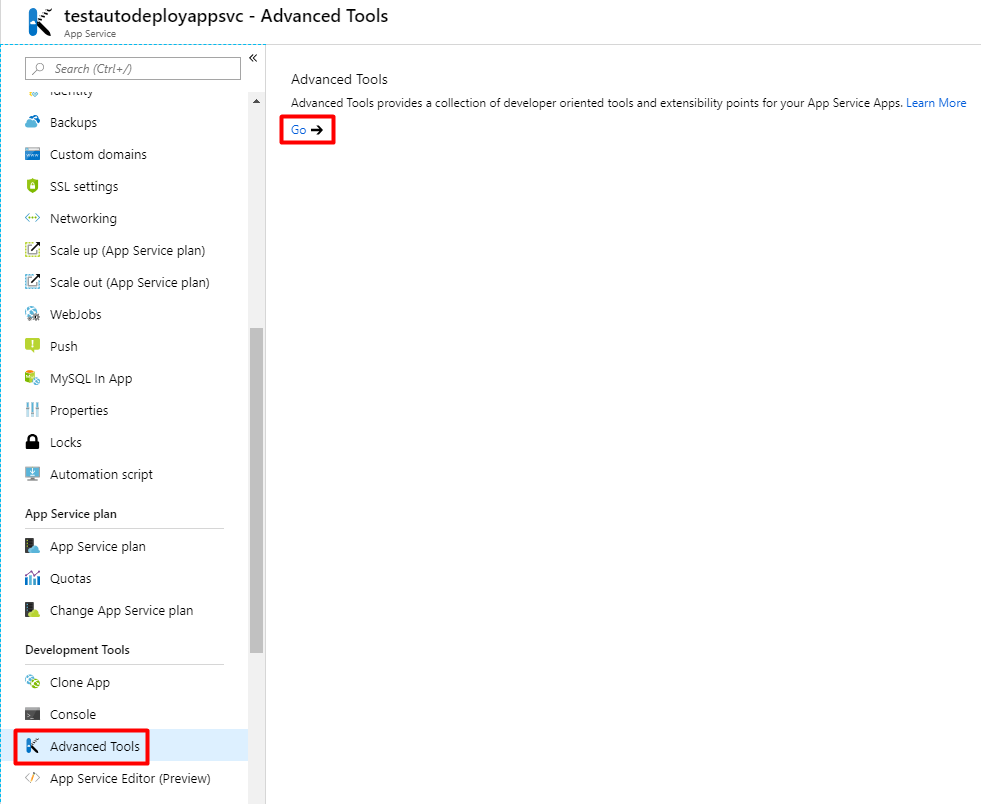 testautodeployappsvc - Advanced Tools
App Service
Search (Ctrl+/)
«
Identity
Backups
Custom domains
SSL settings
Networking
Scale up (App Service plan)
Scale out (App Service plan)
WebJobs
Push
MySQL In App
Properties
Locks
Automation script
App Service plan
App Service plan
Quotas
Change App Service plan
Development Tools
Clone App
Console
Advanced Tools
App Service Editor (Preview)
Advanced Tools
Advanced Tools provides a collection of developer oriented tools and extensibility points for your App Service Apps. Learn More
Go ➔